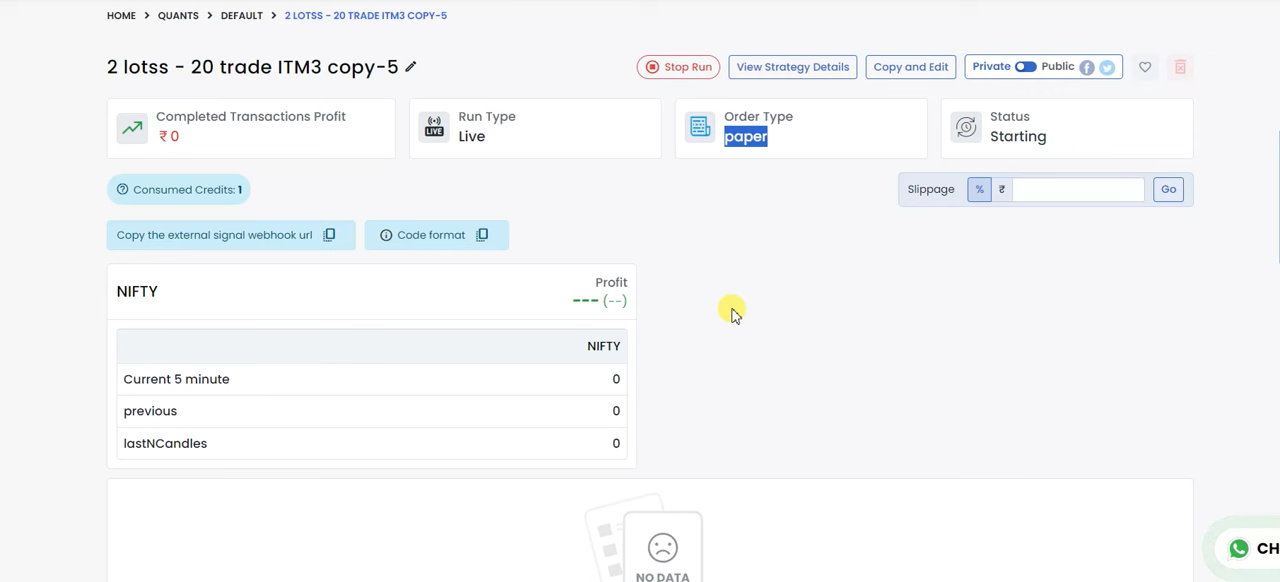 HOME > QUANTS > DEFAULT > 2 LOTSS - 20 TRADE ITM3 COPY-5
2 lotss - 20 trade ITM3 copy-5
Stop Run
View Strategy Details
Copy and Edit
Private Public
Completed Transactions Profit
₹ 0
Run Type
LIVE
Live
Order Type
paper
Status
Starting
Consumed Credits: 1
Slippage % ₹ Go
Copy the external signal webhook url
Code format
NIFTY
Profit
--- (--)
NIFTY
Current 5 minute 0
previous 0
lastNCandles 0
NO DATA
CH